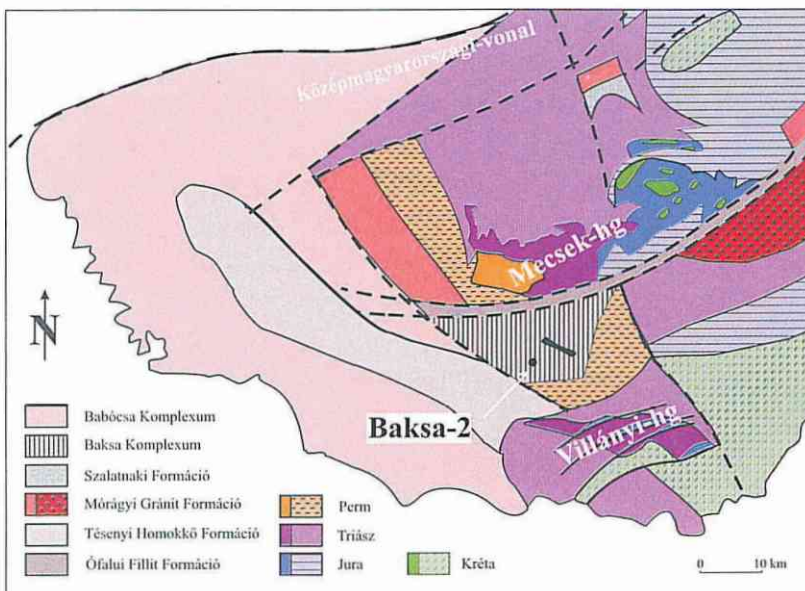 Középmagyarországi-vonal
Mecsek-hg
N
Baksa-2
Villányi-hg
Babócsa Komplexum
Baksa Komplexum
Szalatnaki Formáció
Mórágyi Gránit Formáció
Tésenyi Homokkő Formáció
Ófalui Fillit Formáció
Perm
Triász
Jura
Kréta
0 10 km